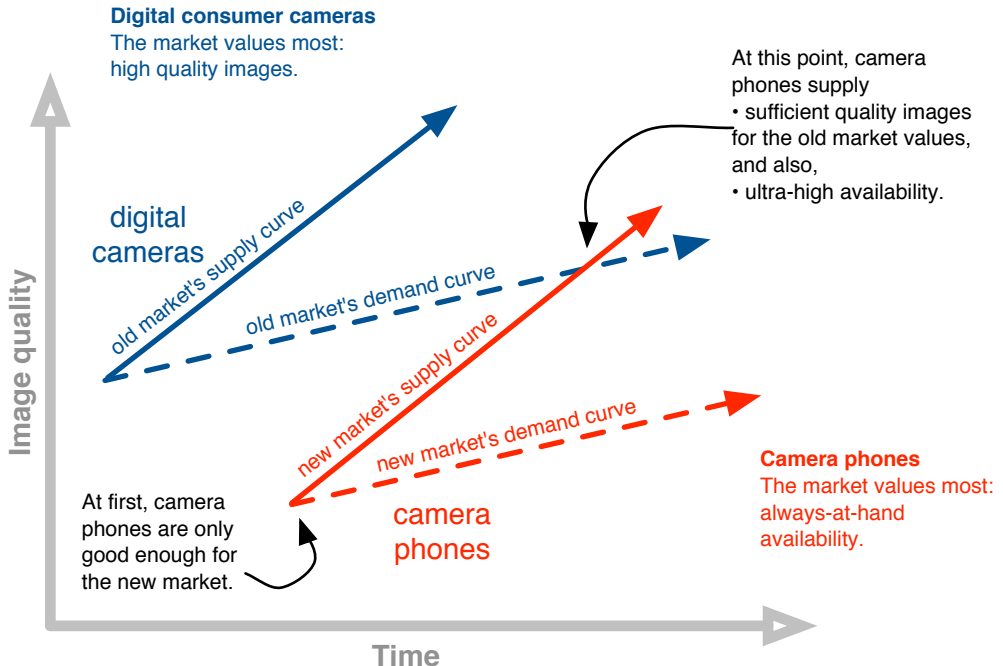 Digital consumer cameras
The market values most:
high quality images.
At this point, camera
phones supply
• sufficient quality images
for the old market values,
and also,
• ultra-high availability.
digital
cameras
old market's supply curve
old market's demand curve
Image quality
new market's supply curve
new market's demand curve
Camera phones
The market values most:
always-at-hand
availability.
At first, camera
phones are only
good enough for
the new market.
camera
phones
Time